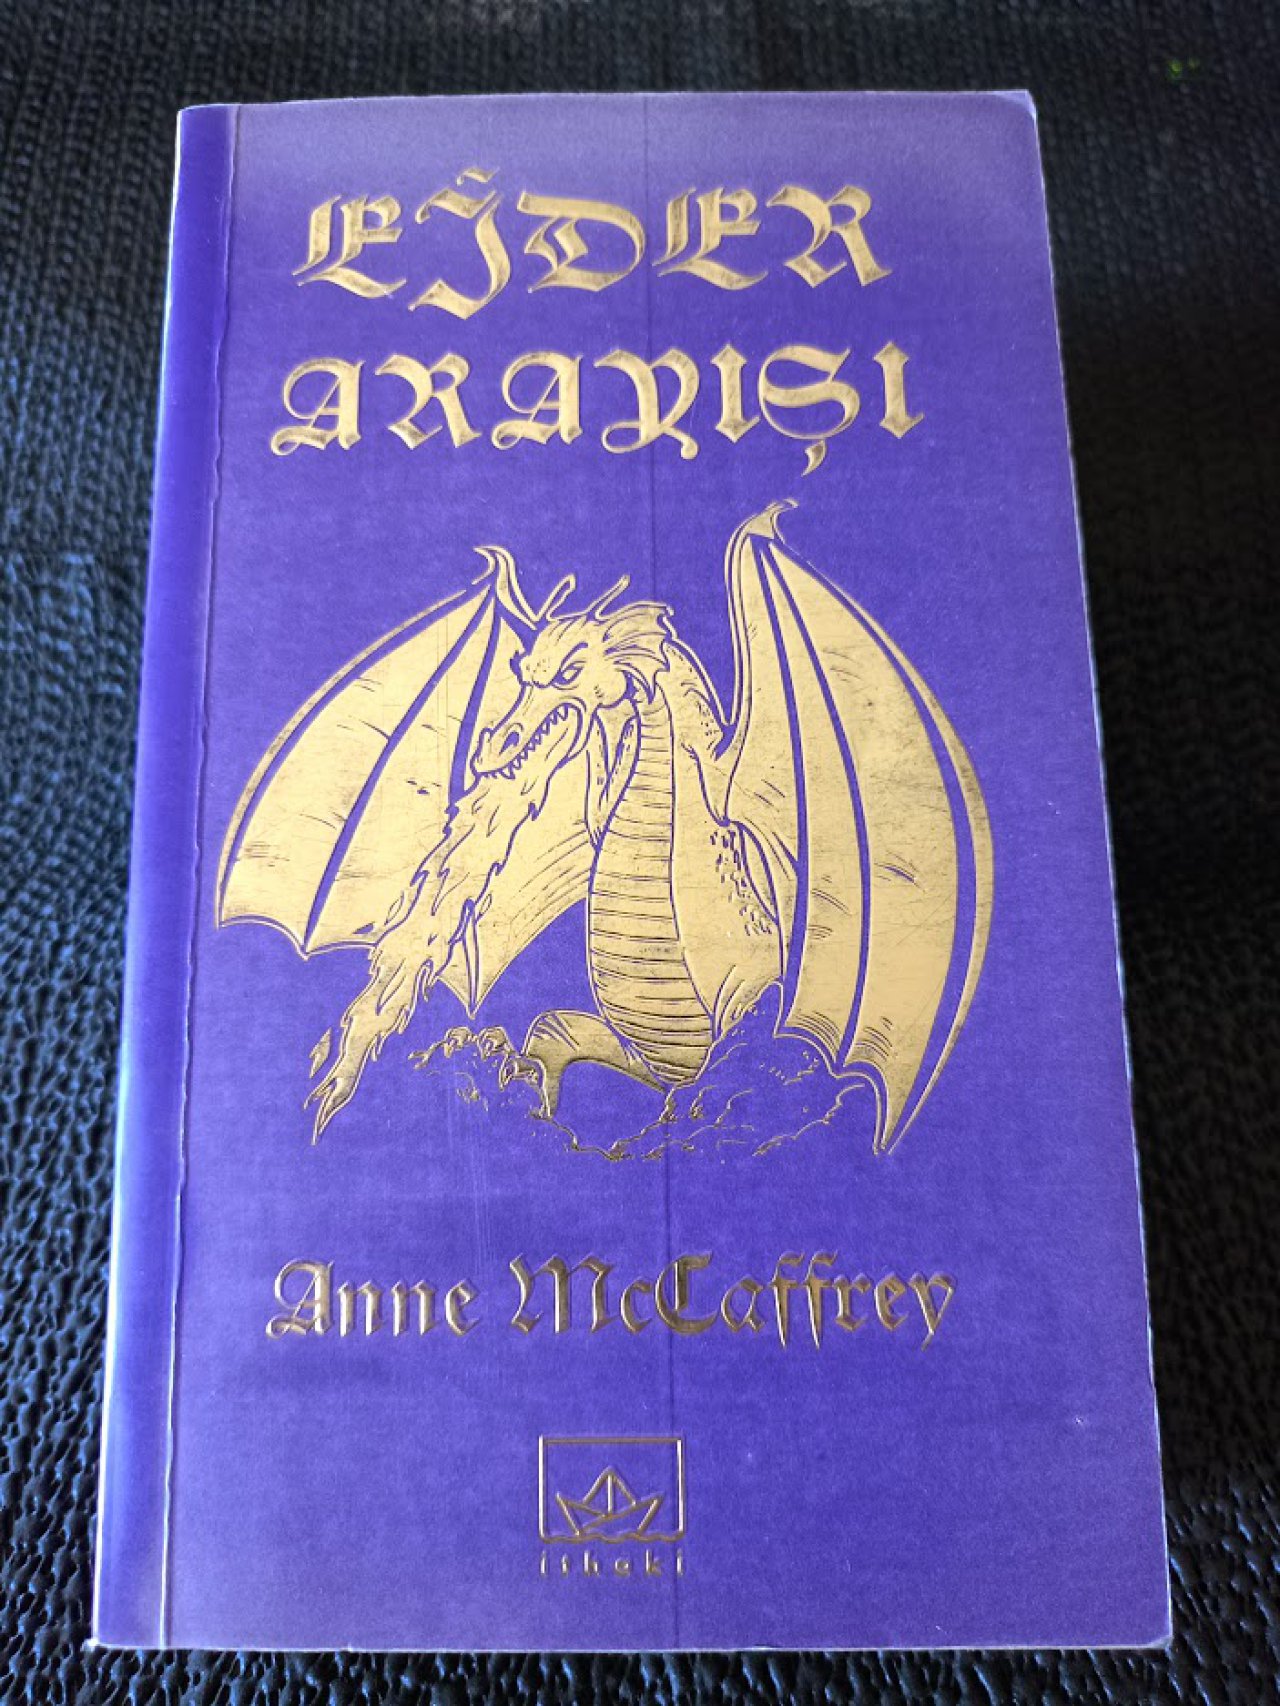 EJDER
ARAYIŞI
Anne McCaffrey
ithaki